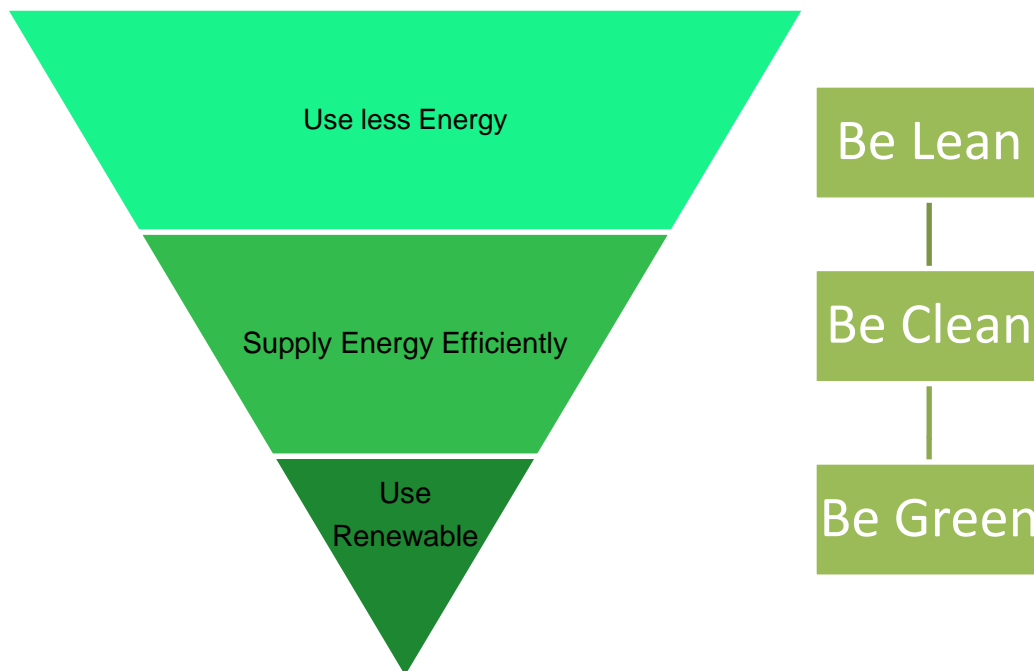 Use less Energy
Be Lean
Supply Energy Efficiently
Be Clean
Use
Renewable
Be Green